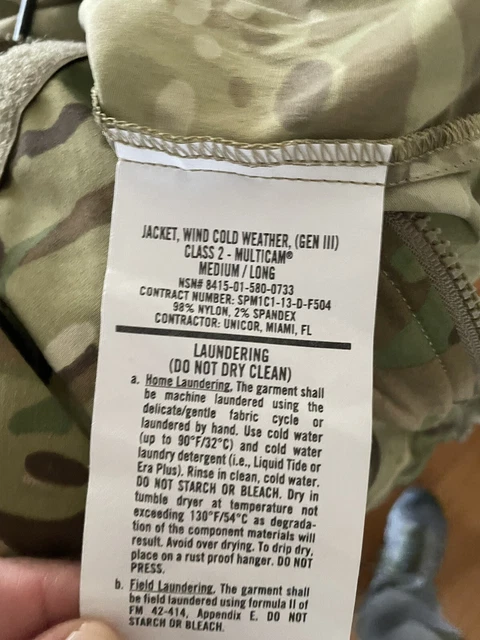 JACKET, WIND COLD WEATHER, (GEN III)
CLASS 2 - MULTICAM®
MEDIUM / LONG
NSN# 8415-01-580-0733
CONTRACT NUMBER: SPM1C1-13-D-F504
98% NYLON, 2% SPANDEX
CONTRACTOR: UNICOR, MIAMI, FL
LAUNDERING
(DO NOT DRY CLEAN)
a. Home Laundering. The garment shall
be machine laundered using the
delicate/gentle fabric cycle or
laundered by hand. Use cold water
(up to 90°F/32°C) and cold water
laundry detergent (i.e., Liquid Tide or
Era Plus). Rinse in clean, cold water.
DO NOT STARCH OR BLEACH. Dry in
tumble dryer at temperature not
exceeding 130°F/54°C as degrada-
tion of the component materials will
result. Avoid over drying. To drip dry,
place on a rust proof hanger. DO NOT
PRESS.
b. Field Laundering. The garment shall
be field laundered using formula II of
FM 42-414, Appendix E. DO NOT
STARCH OR BLEACH.